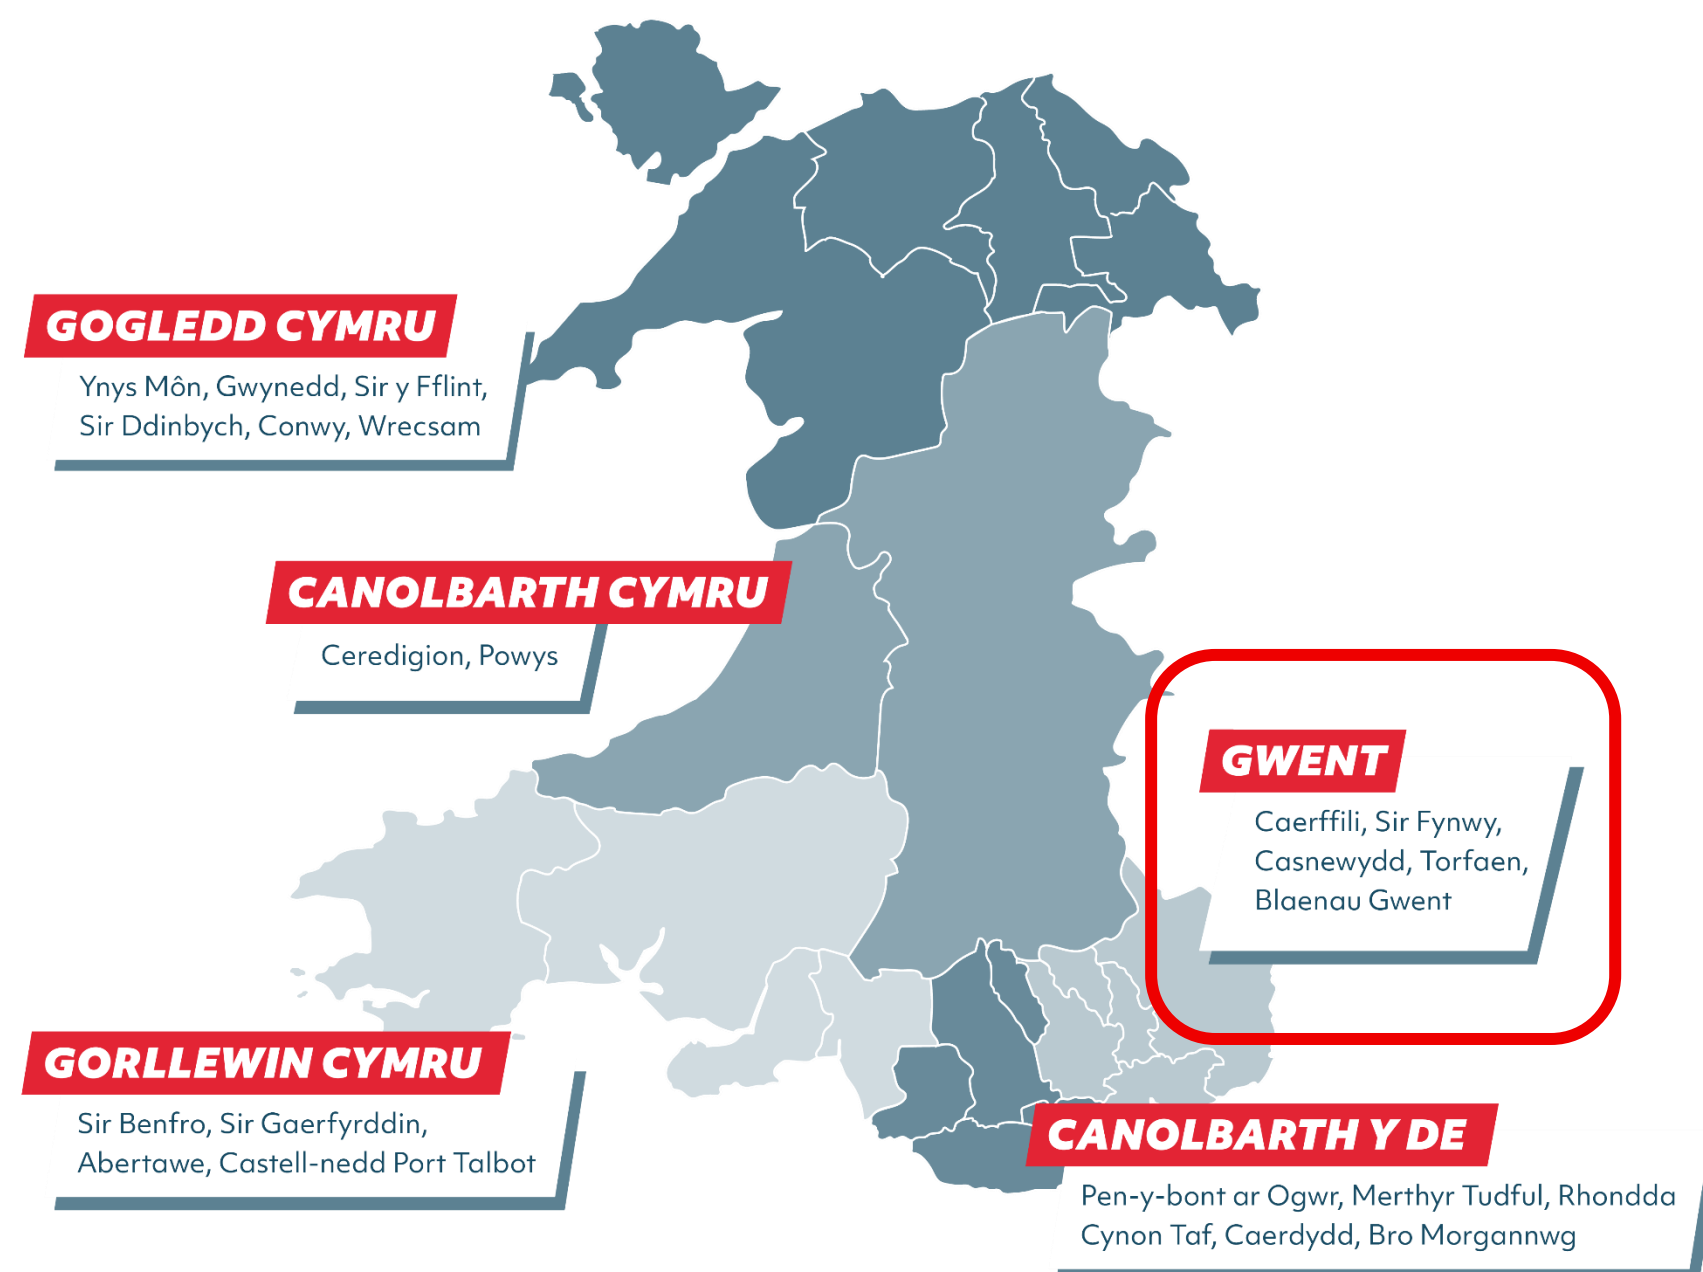 GOGLEDD CYMRU
Ynys Môn, Gwynedd, Sir y Fflint,
Sir Ddinbych, Conwy, Wrecsam
CANOLBARTH CYMRU
Ceredigion, Powys
GWENT
Caerffili, Sir Fynwy,
Casnewydd, Torfaen,
Blaenau Gwent
GORLLEWIN CYMRU
Sir Benfro, Sir Gaerfyrddin,
Abertawe, Castell-nedd Port Talbot
CANOLBARTH Y DE
Pen-y-bont ar Ogwr, Merthyr Tudful, Rhondda
Cynon Taf, Caerdydd, Bro Morgannwg